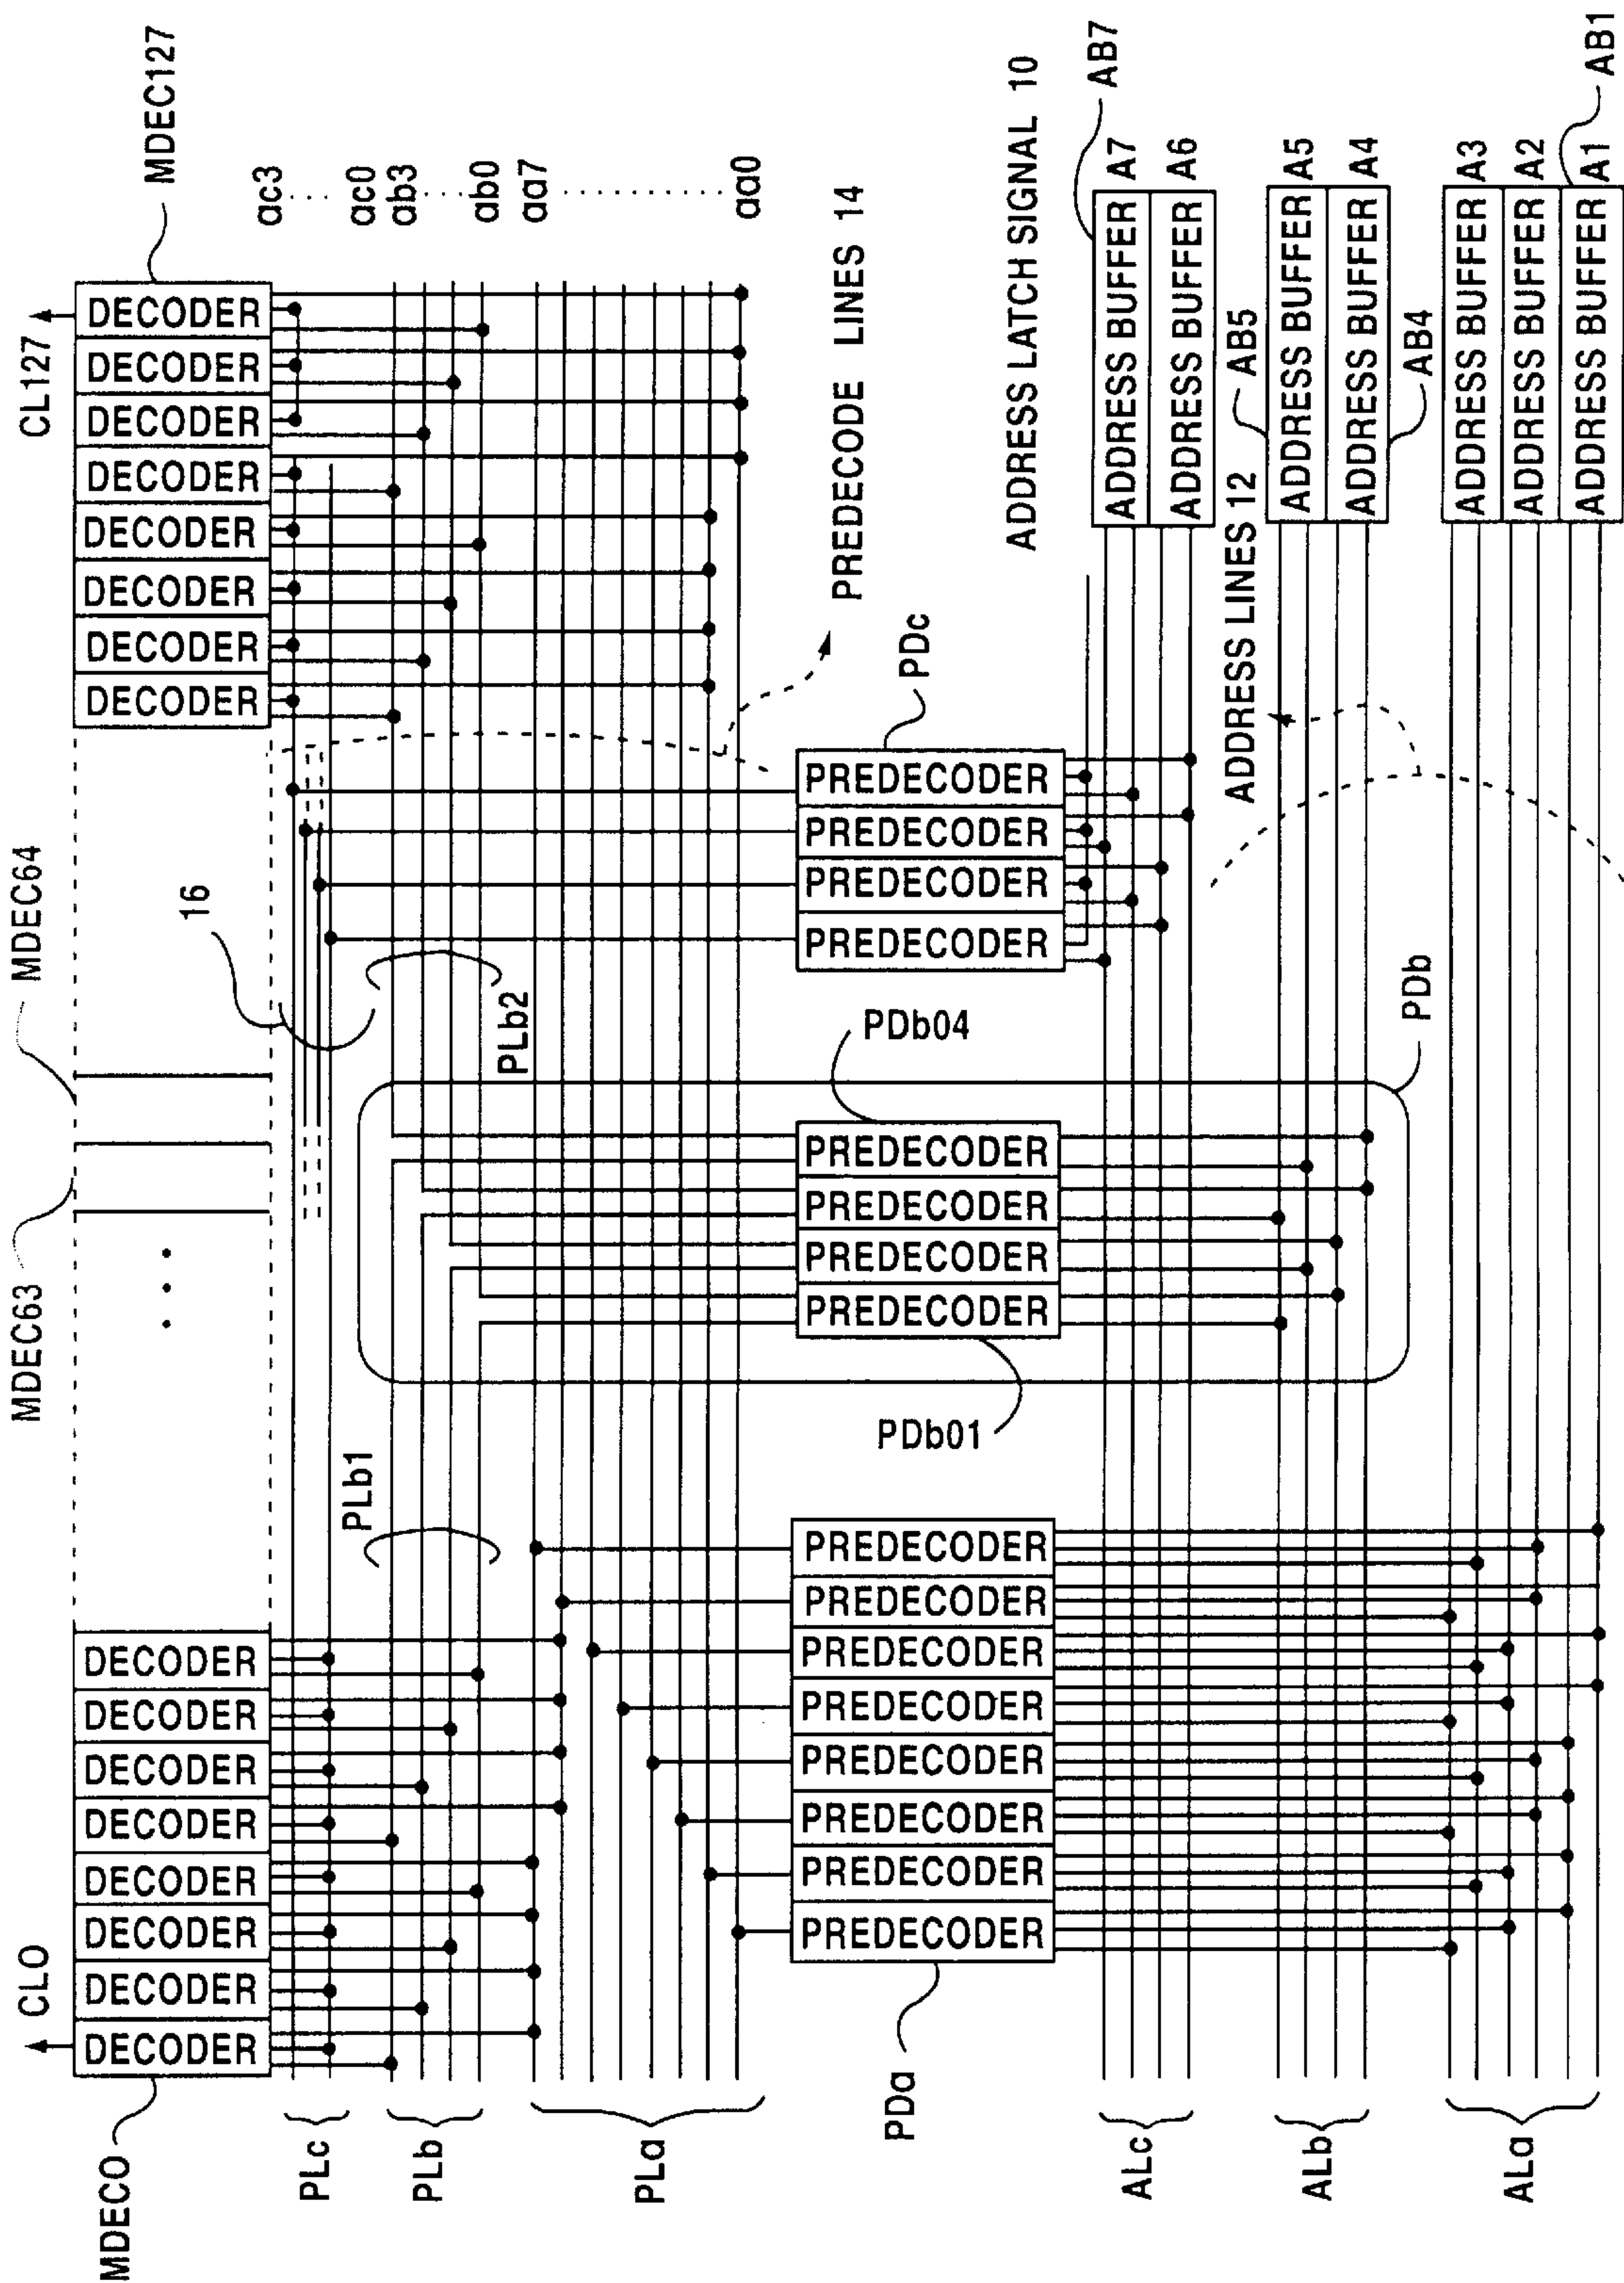 MDECO
CLO
DECODER
DECODER
DECODER
DECODER
DECODER
DECODER
DECODER
DECODER
MDEC63
MDEC64
CL127
DECODER
DECODER
DECODER
DECODER
DECODER
DECODER
DECODER
DECODER
MDEC127
PLc
PLb
PLa
PLb1
16
PLb2
ac3
ac0
ab3
ab0
aa7
aa0
PREDECODE LINES 14
PDa
PREDECODER
PREDECODER
PREDECODER
PREDECODER
PREDECODER
PREDECODER
PREDECODER
PREDECODER
PDb01
PREDECODER
PREDECODER
PREDECODER
PREDECODER
PDb04
PDb
PREDECODER
PREDECODER
PREDECODER
PREDECODER
PDc
ADDRESS LATCH SIGNAL 10
AB7
ALc
ADDRESS BUFFER A7
ADDRESS BUFFER A6
ADDRESS LINES 12
AB5
ALb
ADDRESS BUFFER A5
ADDRESS BUFFER A4
AB4
ALa
ADDRESS BUFFER A3
ADDRESS BUFFER A2
ADDRESS BUFFER A1
AB1